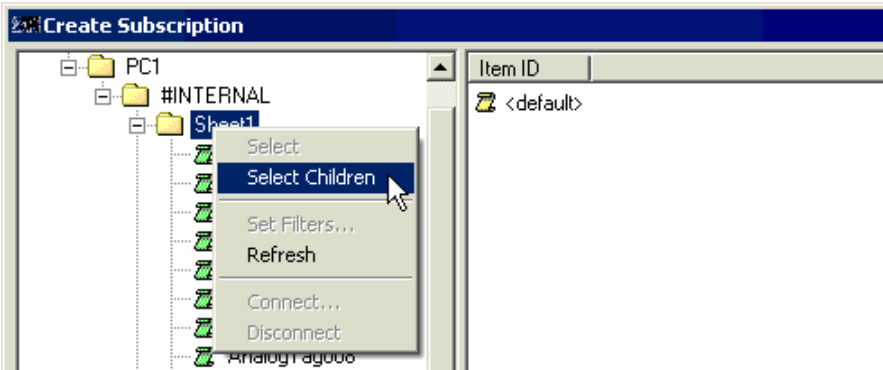 Create Subscription
PC1
#INTERNAL
Sheet1
Item ID
<default>
Select
Select Children
Set Filters...
Refresh
Connect...
Disconnect